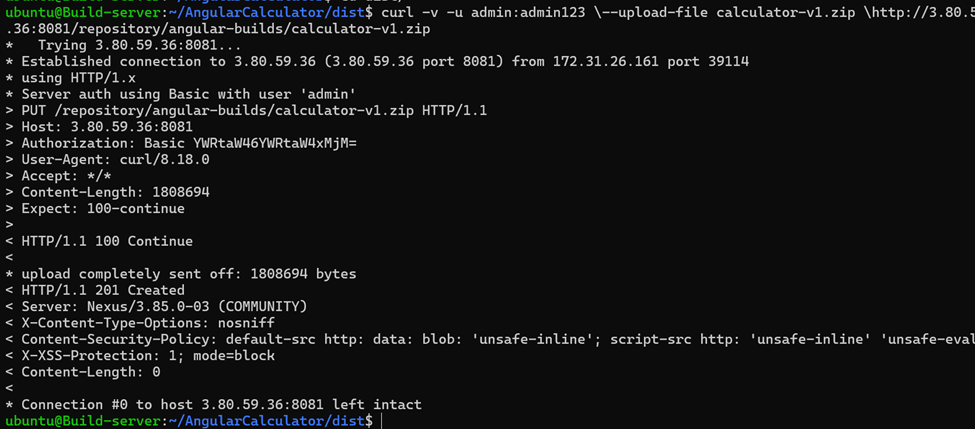 ubuntu@Build-server:~/AngularCalculator/dist$ curl -v -u admin:admin123 \--upload-file calculator-v1.zip \http://3.80.5
.36:8081/repository/angular-builds/calculator-v1.zip
*   Trying 3.80.59.36:8081...
* Established connection to 3.80.59.36 (3.80.59.36 port 8081) from 172.31.26.161 port 39114
* using HTTP/1.x
* Server auth using Basic with user 'admin'
> PUT /repository/angular-builds/calculator-v1.zip HTTP/1.1
> Host: 3.80.59.36:8081
> Authorization: Basic YWRtaW46YWRtaW4xMjM=
> User-Agent: curl/8.18.0
> Accept: */*
> Content-Length: 1808694
> Expect: 100-continue
>
< HTTP/1.1 100 Continue
<
* upload completely sent off: 1808694 bytes
< HTTP/1.1 201 Created
< Server: Nexus/3.85.0-03 (COMMUNITY)
< X-Content-Type-Options: nosniff
< Content-Security-Policy: default-src http: data: blob: 'unsafe-inline'; script-src http: 'unsafe-inline' 'unsafe-eval
< X-XSS-Protection: 1; mode=block
< Content-Length: 0
<
* Connection #0 to host 3.80.59.36:8081 left intact
ubuntu@Build-server:~/AngularCalculator/dist$